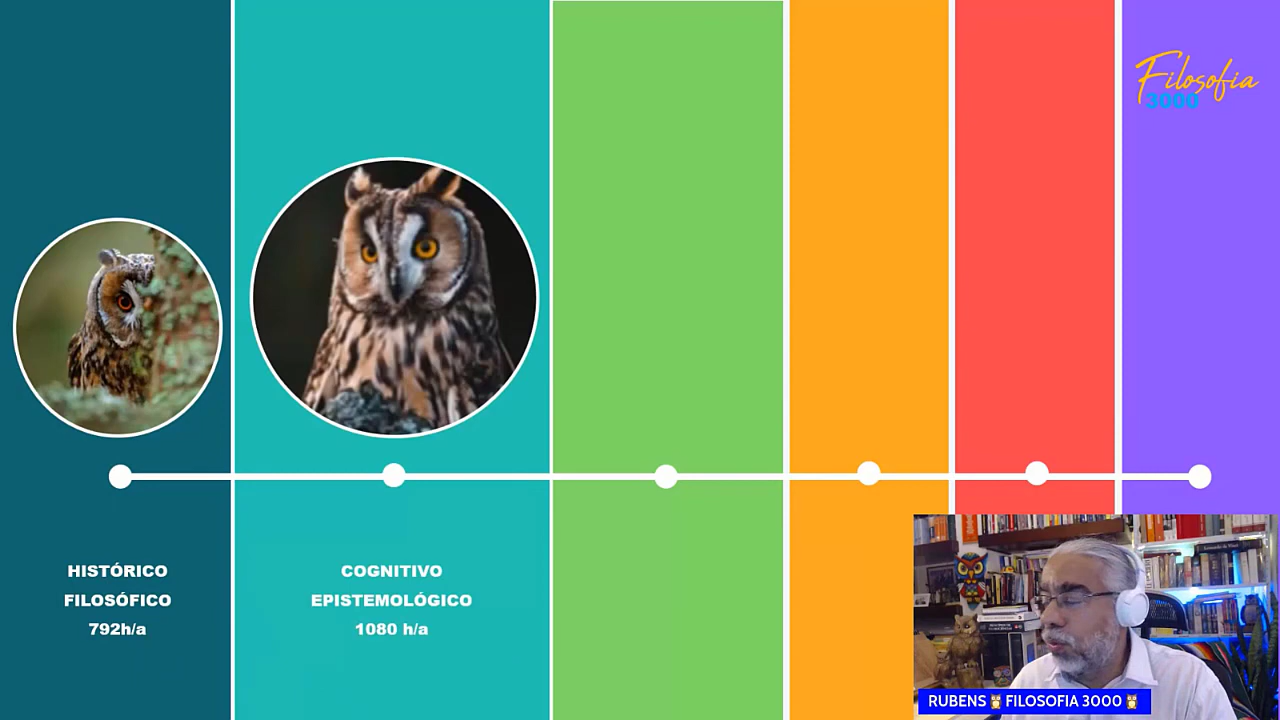 Filosofia
3000
HISTÓRICO
FILOSÓFICO
792h/a
COGNITIVO
EPISTEMOLÓGICO
1080 h/a
RUBENS🦉FILOSOFIA 3000🦉